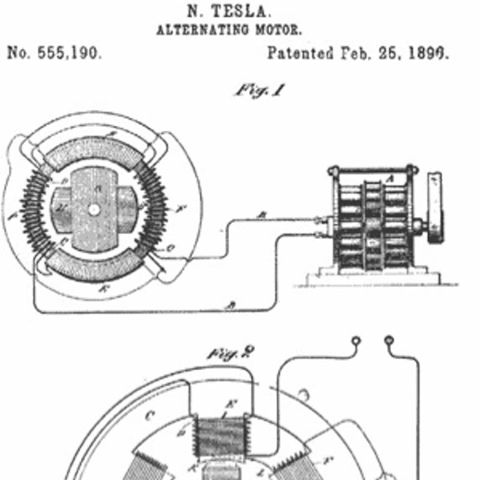 N. TESLA.
ALTERNATING MOTOR.
No. 555,190. Patented Feb. 25, 1896.
Fig. 1
A
B
B
Fig. 2
C